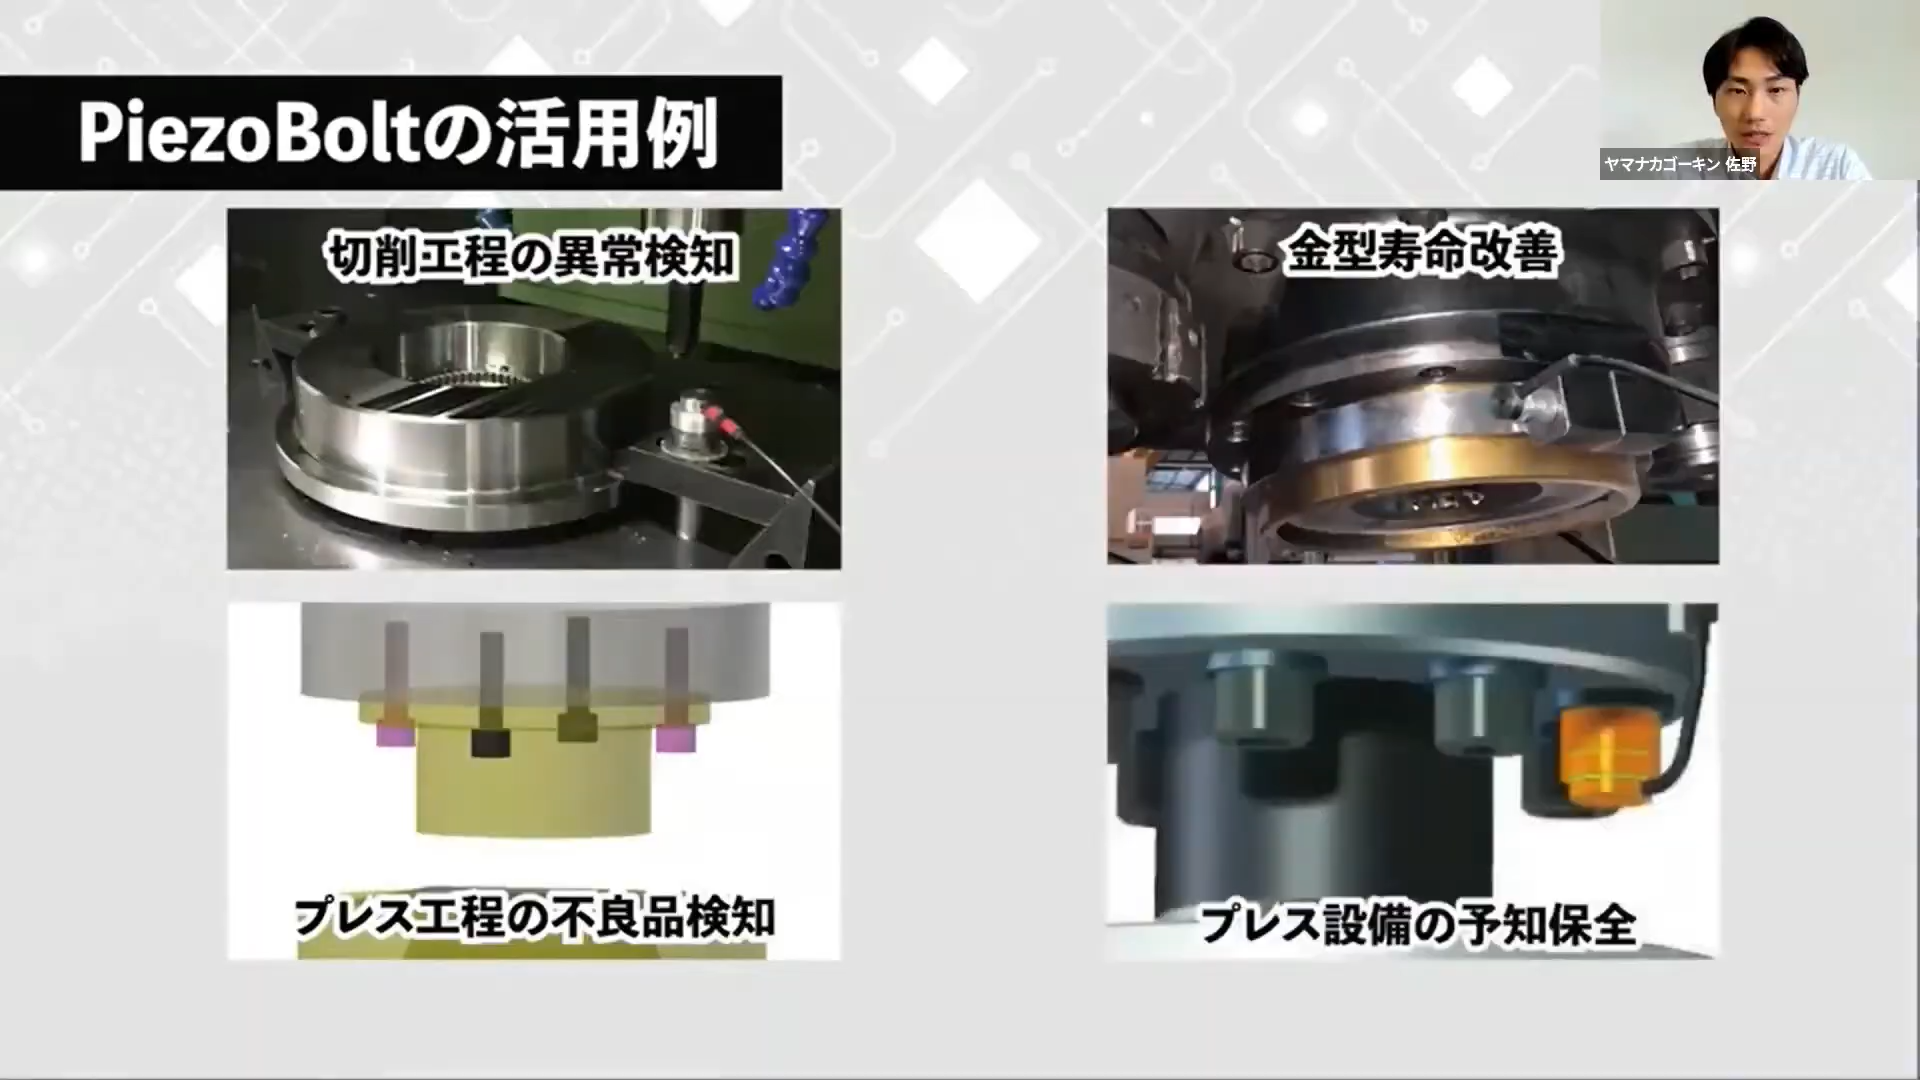 PiezoBoltの活用例
ヤマナカゴーキン 佐野
切削工程の異常検知
金型寿命改善
プレス工程の不良品検知
プレス設備の予知保全